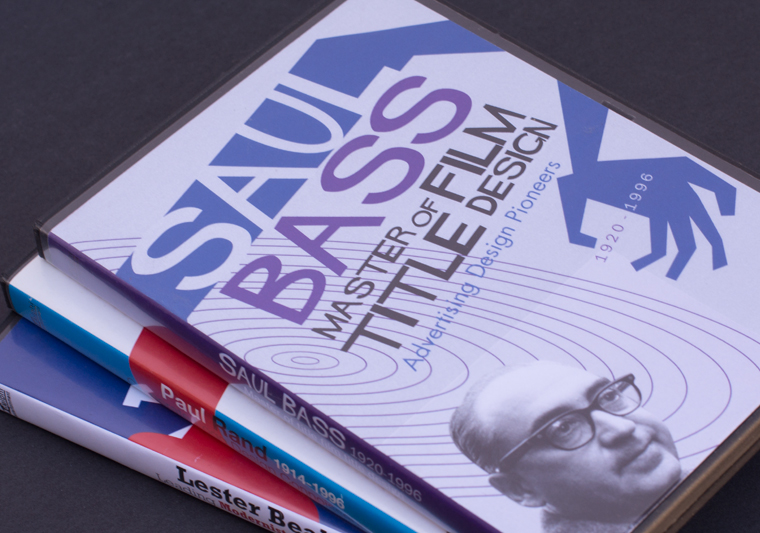 SAUL
BASS
MASTER OF FILM
TITLE DESIGN
Advertising Design Pioneers
1920-1996
SAUL BASS 1920-1996
Paul Rand 1914-1996
Lester
Modernist